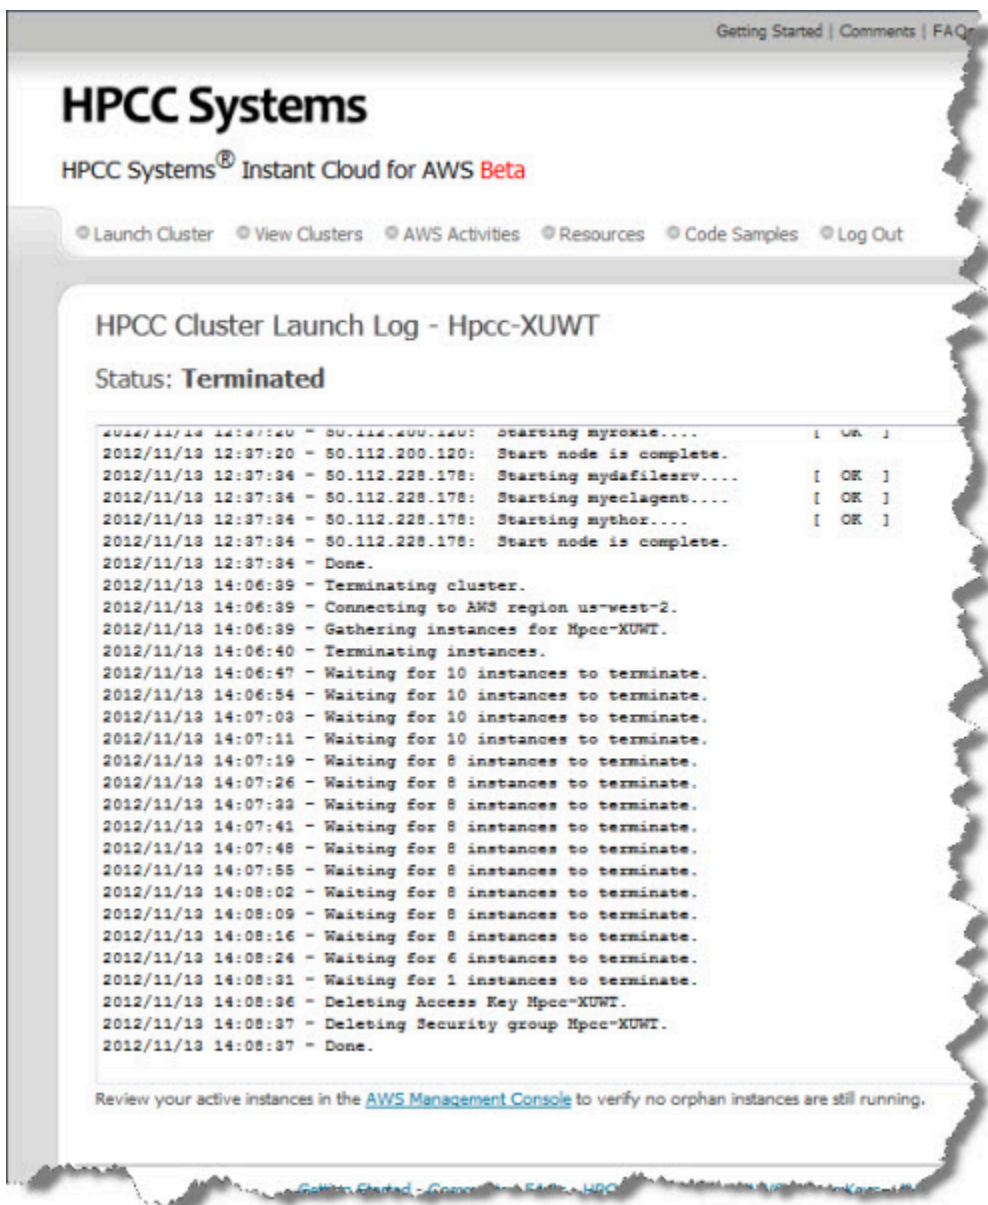 Getting Started | Comments | FAQs
HPCC Systems
HPCC Systems® Instant Cloud for AWS Beta
Launch Cluster View Clusters AWS Activities Resources Code Samples Log Out
HPCC Cluster Launch Log - Hpcc-XUWT
Status: Terminated
2012/11/13 12:37:20 - 50.112.200.120: Starting myroxie.... [ OK ]
2012/11/13 12:37:20 - 50.112.200.120: Start node is complete.
2012/11/13 12:37:34 - 50.112.228.178: Starting mydafilesrv.... [ OK ]
2012/11/13 12:37:34 - 50.112.228.178: Starting myeclagent.... [ OK ]
2012/11/13 12:37:34 - 50.112.228.178: Starting mythor.... [ OK ]
2012/11/13 12:37:34 - 50.112.228.178: Start node is complete.
2012/11/13 12:37:34 - Done.
2012/11/13 14:06:39 - Terminating cluster.
2012/11/13 14:06:39 - Connecting to AWS region us-west-2.
2012/11/13 14:06:39 - Gathering instances for Hpcc-XUWT.
2012/11/13 14:06:40 - Terminating instances.
2012/11/13 14:06:47 - Waiting for 10 instances to terminate.
2012/11/13 14:06:54 - Waiting for 10 instances to terminate.
2012/11/13 14:07:03 - Waiting for 10 instances to terminate.
2012/11/13 14:07:11 - Waiting for 10 instances to terminate.
2012/11/13 14:07:19 - Waiting for 8 instances to terminate.
2012/11/13 14:07:26 - Waiting for 8 instances to terminate.
2012/11/13 14:07:33 - Waiting for 8 instances to terminate.
2012/11/13 14:07:41 - Waiting for 8 instances to terminate.
2012/11/13 14:07:48 - Waiting for 8 instances to terminate.
2012/11/13 14:07:55 - Waiting for 8 instances to terminate.
2012/11/13 14:08:02 - Waiting for 8 instances to terminate.
2012/11/13 14:08:09 - Waiting for 8 instances to terminate.
2012/11/13 14:08:16 - Waiting for 8 instances to terminate.
2012/11/13 14:08:24 - Waiting for 6 instances to terminate.
2012/11/13 14:08:31 - Waiting for 1 instances to terminate.
2012/11/13 14:08:36 - Deleting Access Key Hpcc-XUWT.
2012/11/13 14:08:37 - Deleting Security group Hpcc-XUWT.
2012/11/13 14:08:37 - Done.
Review your active instances in the AWS Management Console to verify no orphan instances are still running.